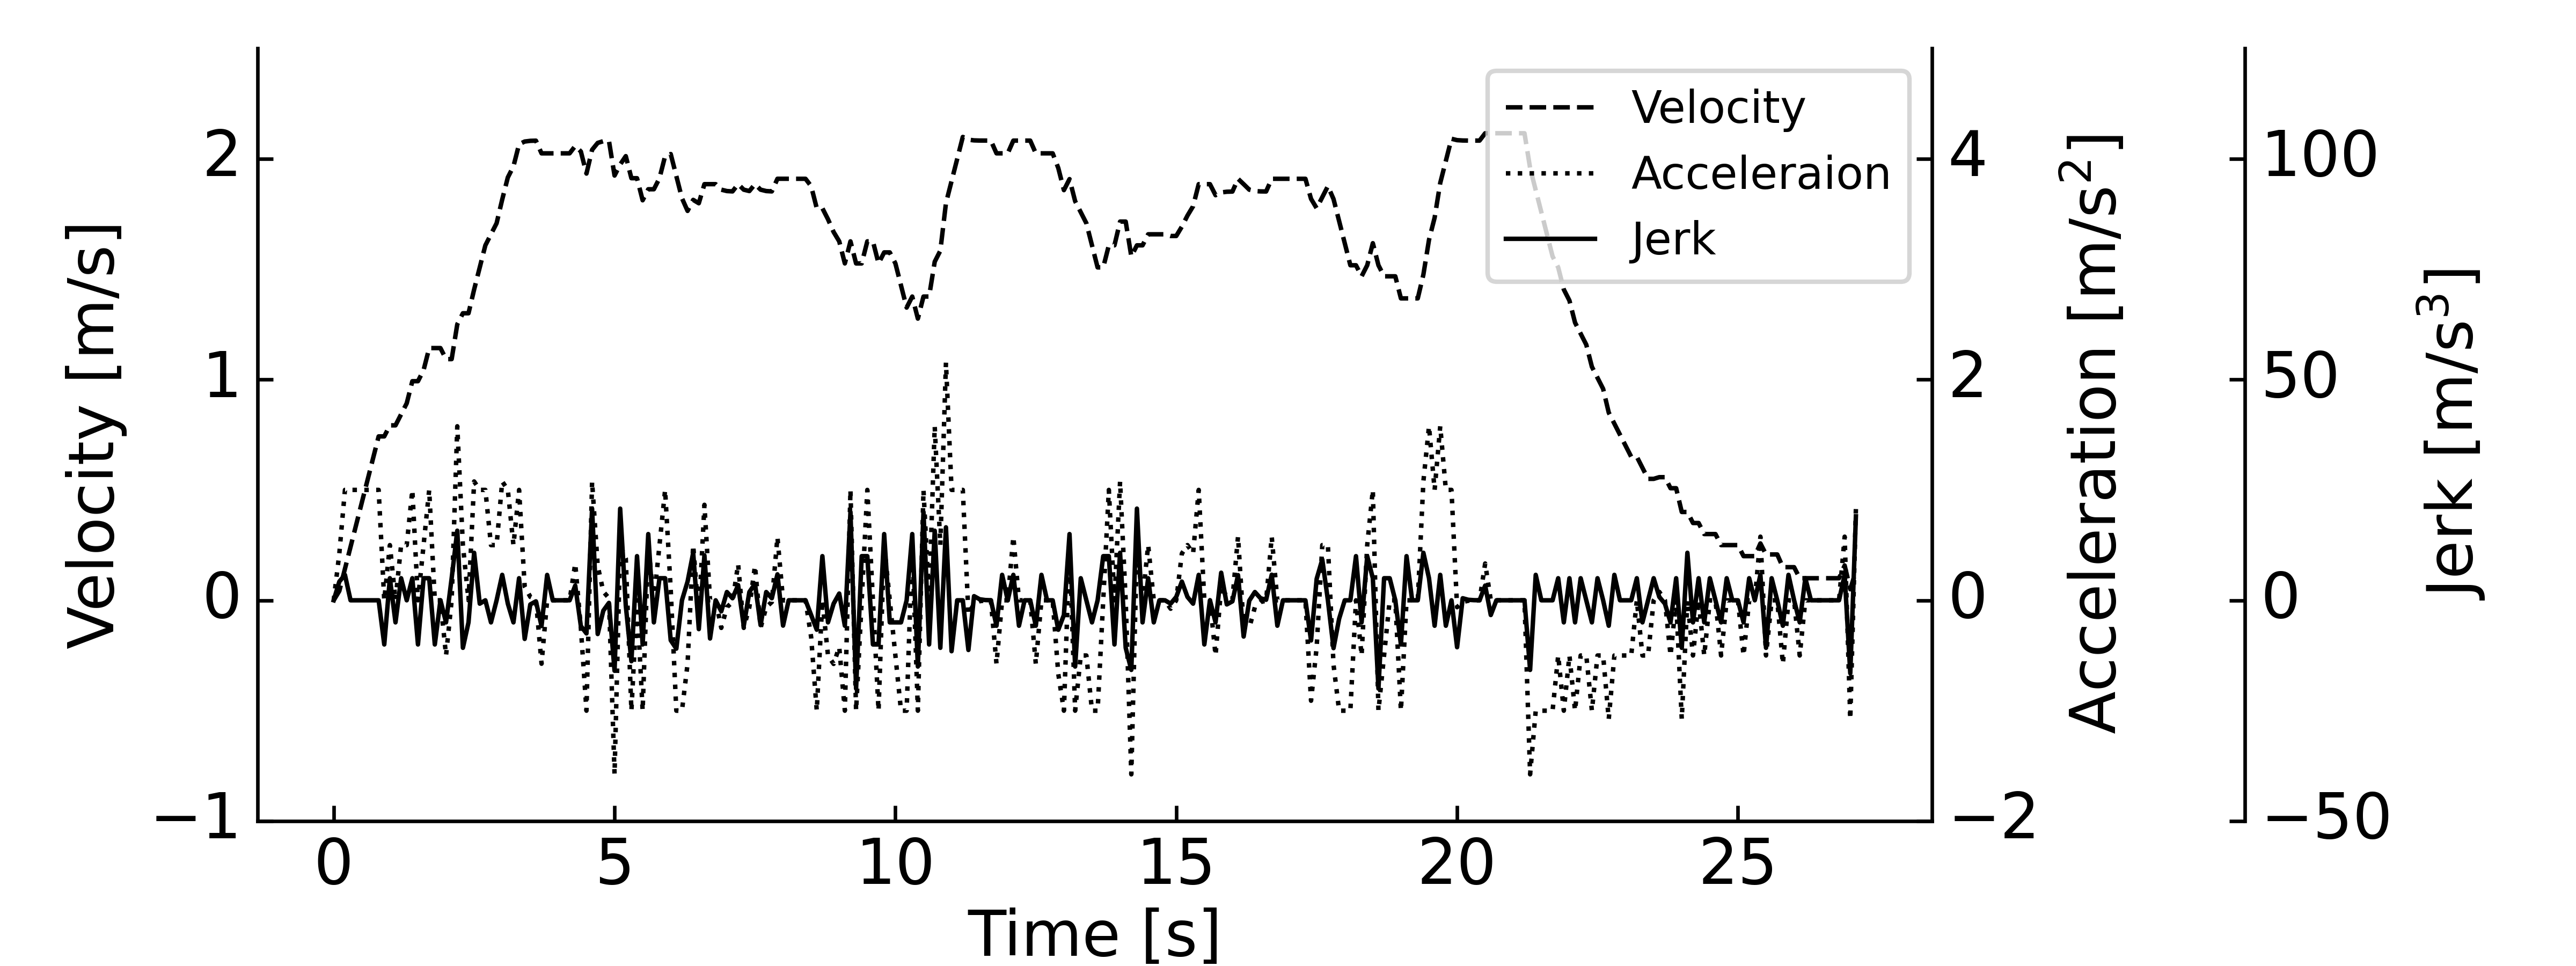 Velocity [m/s]
2
1
0
−1
0 5 10 15 20 25
Time [s]
Velocity
Acceleraion
Jerk
4
2
0
−2
Acceleration [m/s²]
100
50
0
−50
Jerk [m/s³]